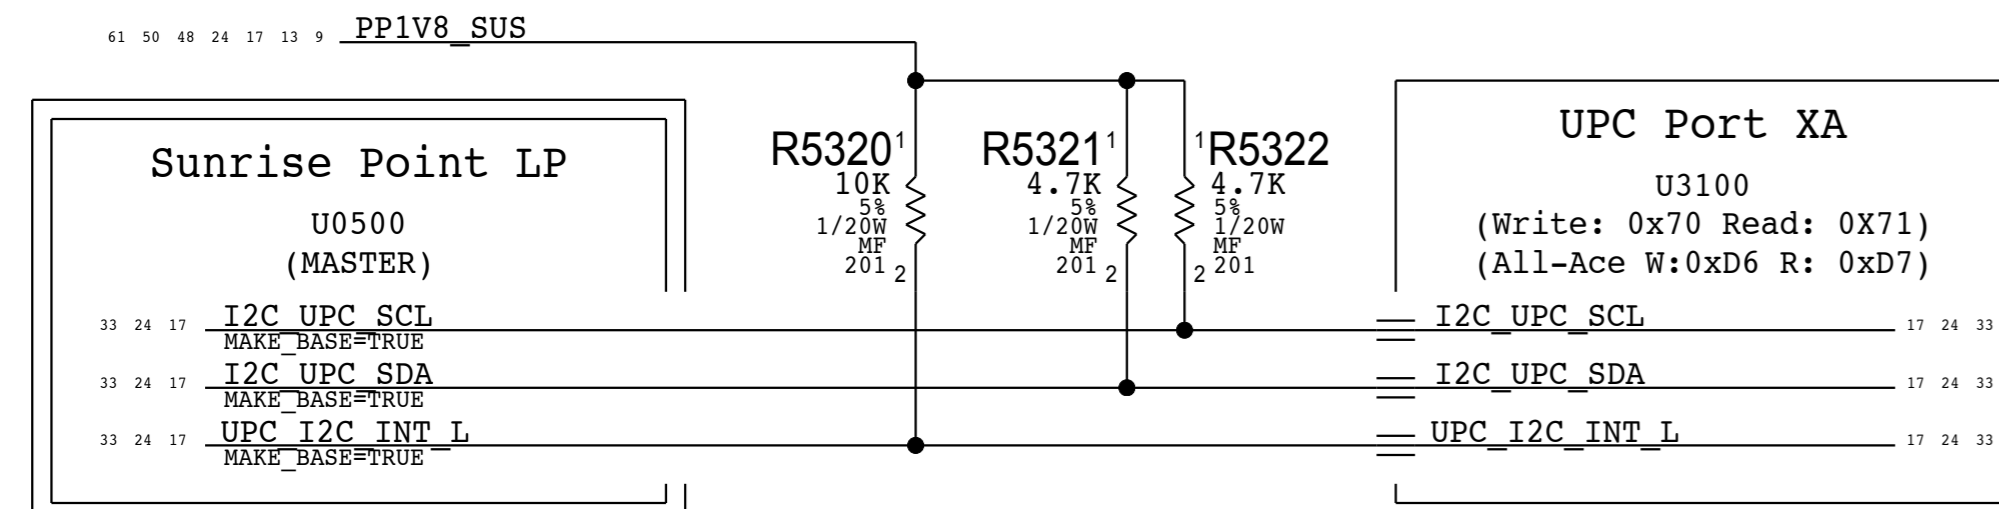 61 50 48 24 17 13 9 PP1V8_SUS
Sunrise Point LP
U0500
(MASTER)
33 24 17 I2C_UPC_SCL
MAKE_BASE=TRUE
33 24 17 I2C_UPC_SDA
MAKE_BASE=TRUE
33 24 17 UPC_I2C_INT_L
MAKE_BASE=TRUE
R5320 1
10K
5%
1/20W
MF
201 2
R5321 1
4.7K
5%
1/20W
MF
201 2
1 R5322
4.7K
5%
1/20W
MF
2 201
UPC Port XA
U3100
(Write: 0x70 Read: 0X71)
(All-Ace W:0xD6 R: 0xD7)
I2C_UPC_SCL 17 24 33
I2C_UPC_SDA 17 24 33
UPC_I2C_INT_L 17 24 33